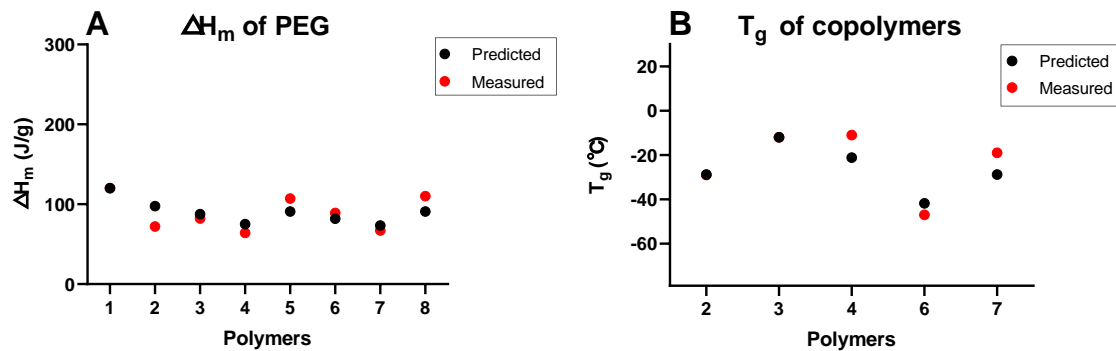 A ΔHm of PEG
300
200
100
0
ΔHm (J/g)
Predicted
Measured
1 2 3 4 5 6 7 8
Polymers
B Tg of copolymers
20
0
-20
-40
-60
Tg (°C)
Predicted
Measured
2 3 4 6 7
Polymers